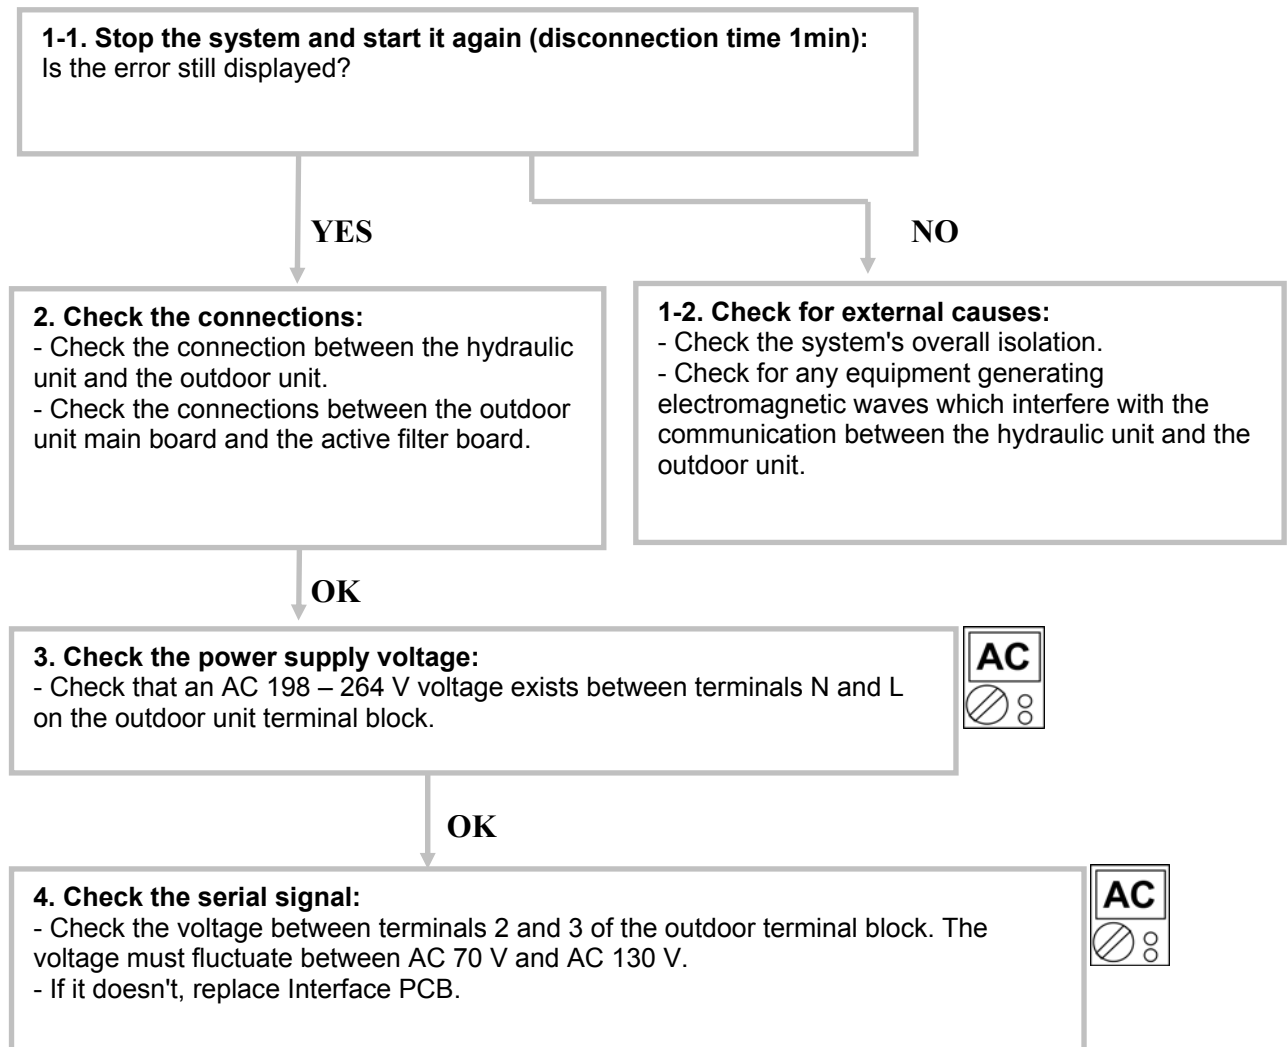 1-1. Stop the system and start it again (disconnection time 1min):
Is the error still displayed?
YES
NO
2. Check the connections:
- Check the connection between the hydraulic
unit and the outdoor unit.
- Check the connections between the outdoor
unit main board and the active filter board.
1-2. Check for external causes:
- Check the system's overall isolation.
- Check for any equipment generating
electromagnetic waves which interfere with the
communication between the hydraulic unit and the
outdoor unit.
OK
3. Check the power supply voltage:
- Check that an AC 198 – 264 V voltage exists between terminals N and L
on the outdoor unit terminal block.
AC
OK
4. Check the serial signal:
- Check the voltage between terminals 2 and 3 of the outdoor terminal block. The
voltage must fluctuate between AC 70 V and AC 130 V.
- If it doesn't, replace Interface PCB.
AC